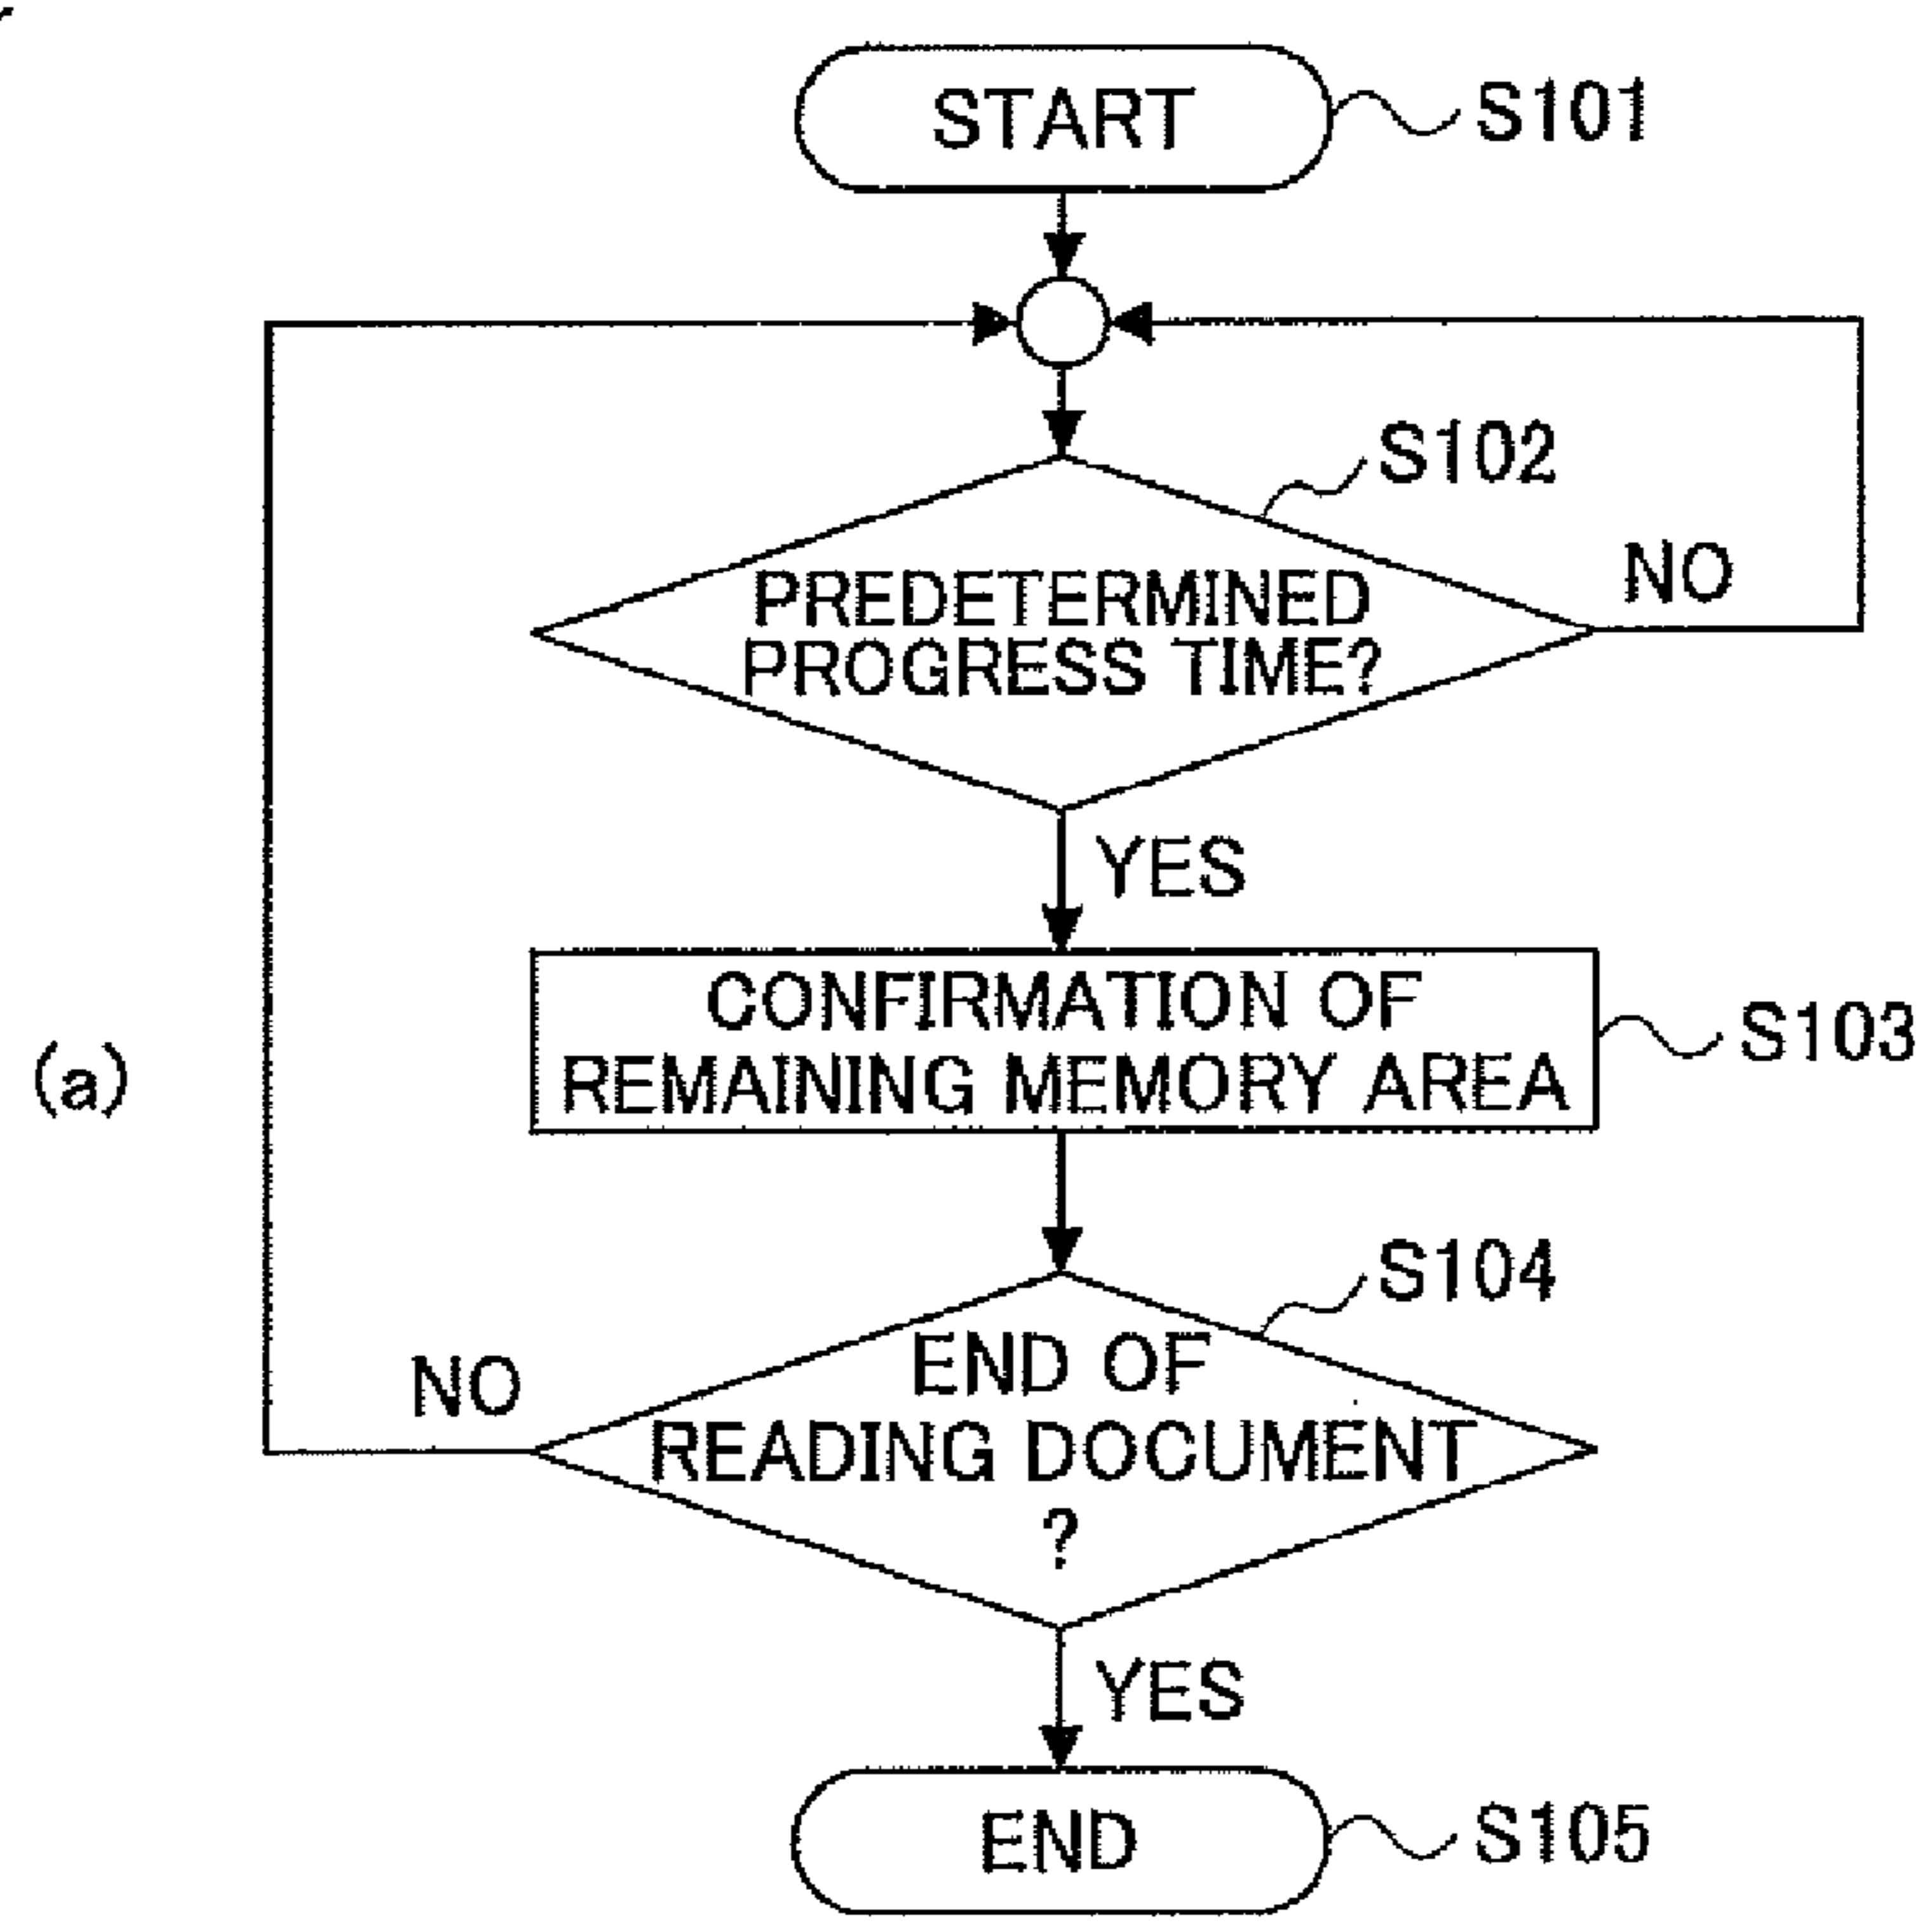 START
S101
S102
PREDETERMINED
PROGRESS TIME?
NO
YES
CONFIRMATION OF
REMAINING MEMORY AREA
S103
(a)
S104
END OF
READING DOCUMENT
?
NO
YES
END
S105